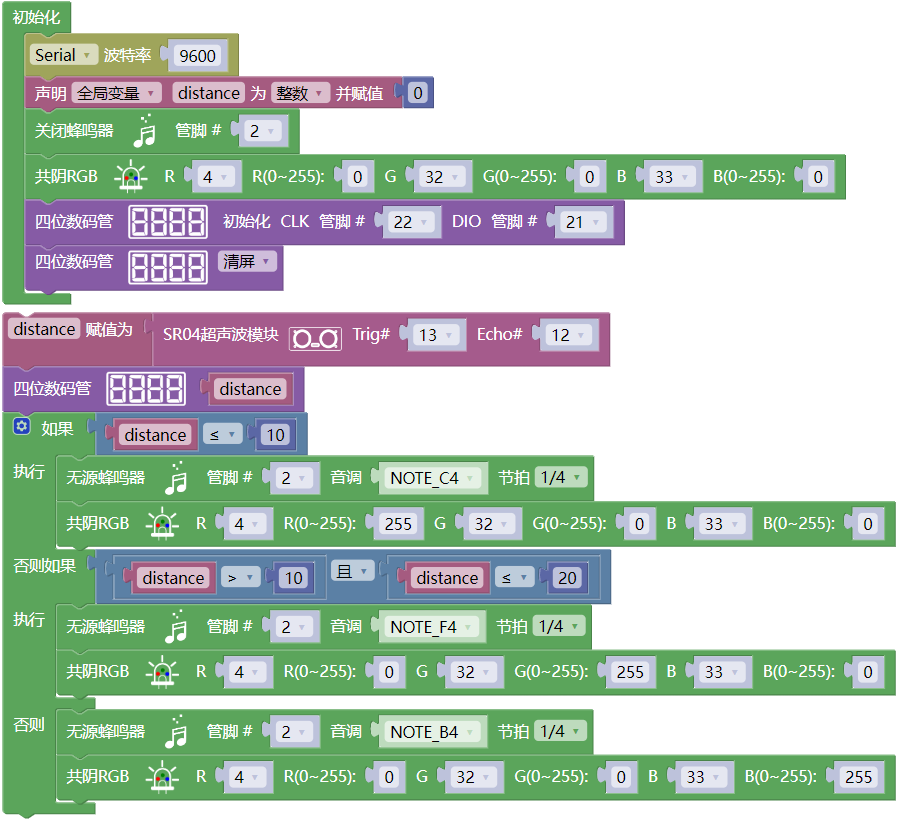 初始化
Serial 波特率 9600
声明 全局变量 distance 为 整数 并赋值 0
关闭蜂鸣器 管脚 # 2
共阴RGB R 4 R(0~255): 0 G 32 G(0~255): 0 B 33 B(0~255): 0
四位数码管 初始化 CLK 管脚 # 22 DIO 管脚 # 21
四位数码管 清屏
distance 赋值为 SR04超声波模块 Trig# 13 Echo# 12
四位数码管 distance
如果 distance ≤ 10
执行 无源蜂鸣器 管脚 # 2 音调 NOTE_C4 节拍 1/4
共阴RGB R 4 R(0~255): 255 G 32 G(0~255): 0 B 33 B(0~255): 0
否则如果 distance > 10 且 distance ≤ 20
执行 无源蜂鸣器 管脚 # 2 音调 NOTE_F4 节拍 1/4
共阴RGB R 4 R(0~255): 0 G 32 G(0~255): 255 B 33 B(0~255): 0
否则 无源蜂鸣器 管脚 # 2 音调 NOTE_B4 节拍 1/4
共阴RGB R 4 R(0~255): 0 G 32 G(0~255): 0 B 33 B(0~255): 255